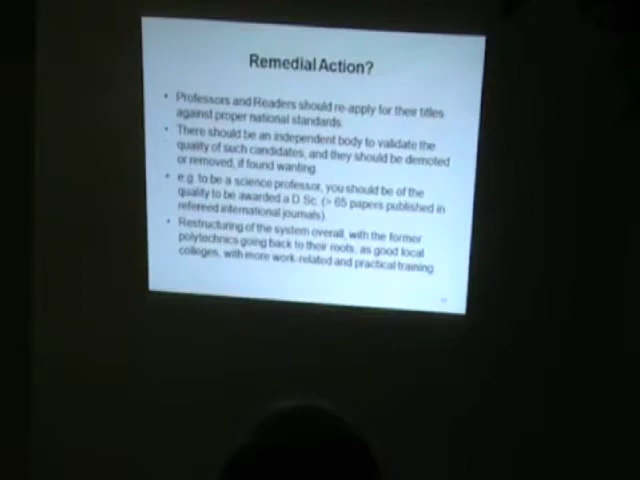 Remedial Action?
• Professors and Readers should re-apply for their titles
against proper national standards.
• There should be an independent body to validate the
quality of such candidates, and they should be demoted
or removed, if found wanting.
• e.g. to be a science professor, you should be of the
quality to be awarded a D.Sc. (> 65 papers published in
refereed international journals).
• Restructuring of the system overall, with the former
polytechnics going back to their roots, as good local
colleges, with more work-related and practical training